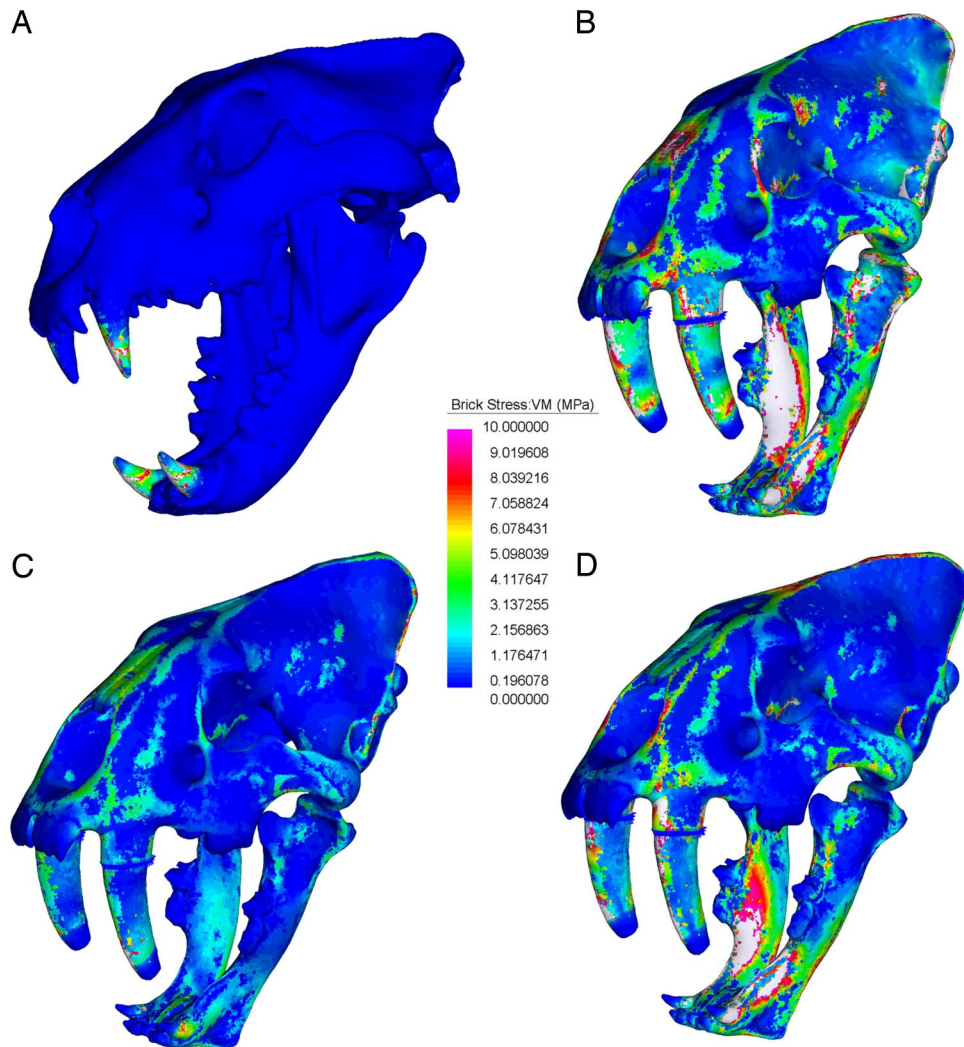 A
B
Brick Stress:VM (MPa)
10.000000
9.019608
8.039216
7.058824
6.078431
5.098039
4.117647
3.137255
2.156863
1.176471
0.196078
0.000000
C
D